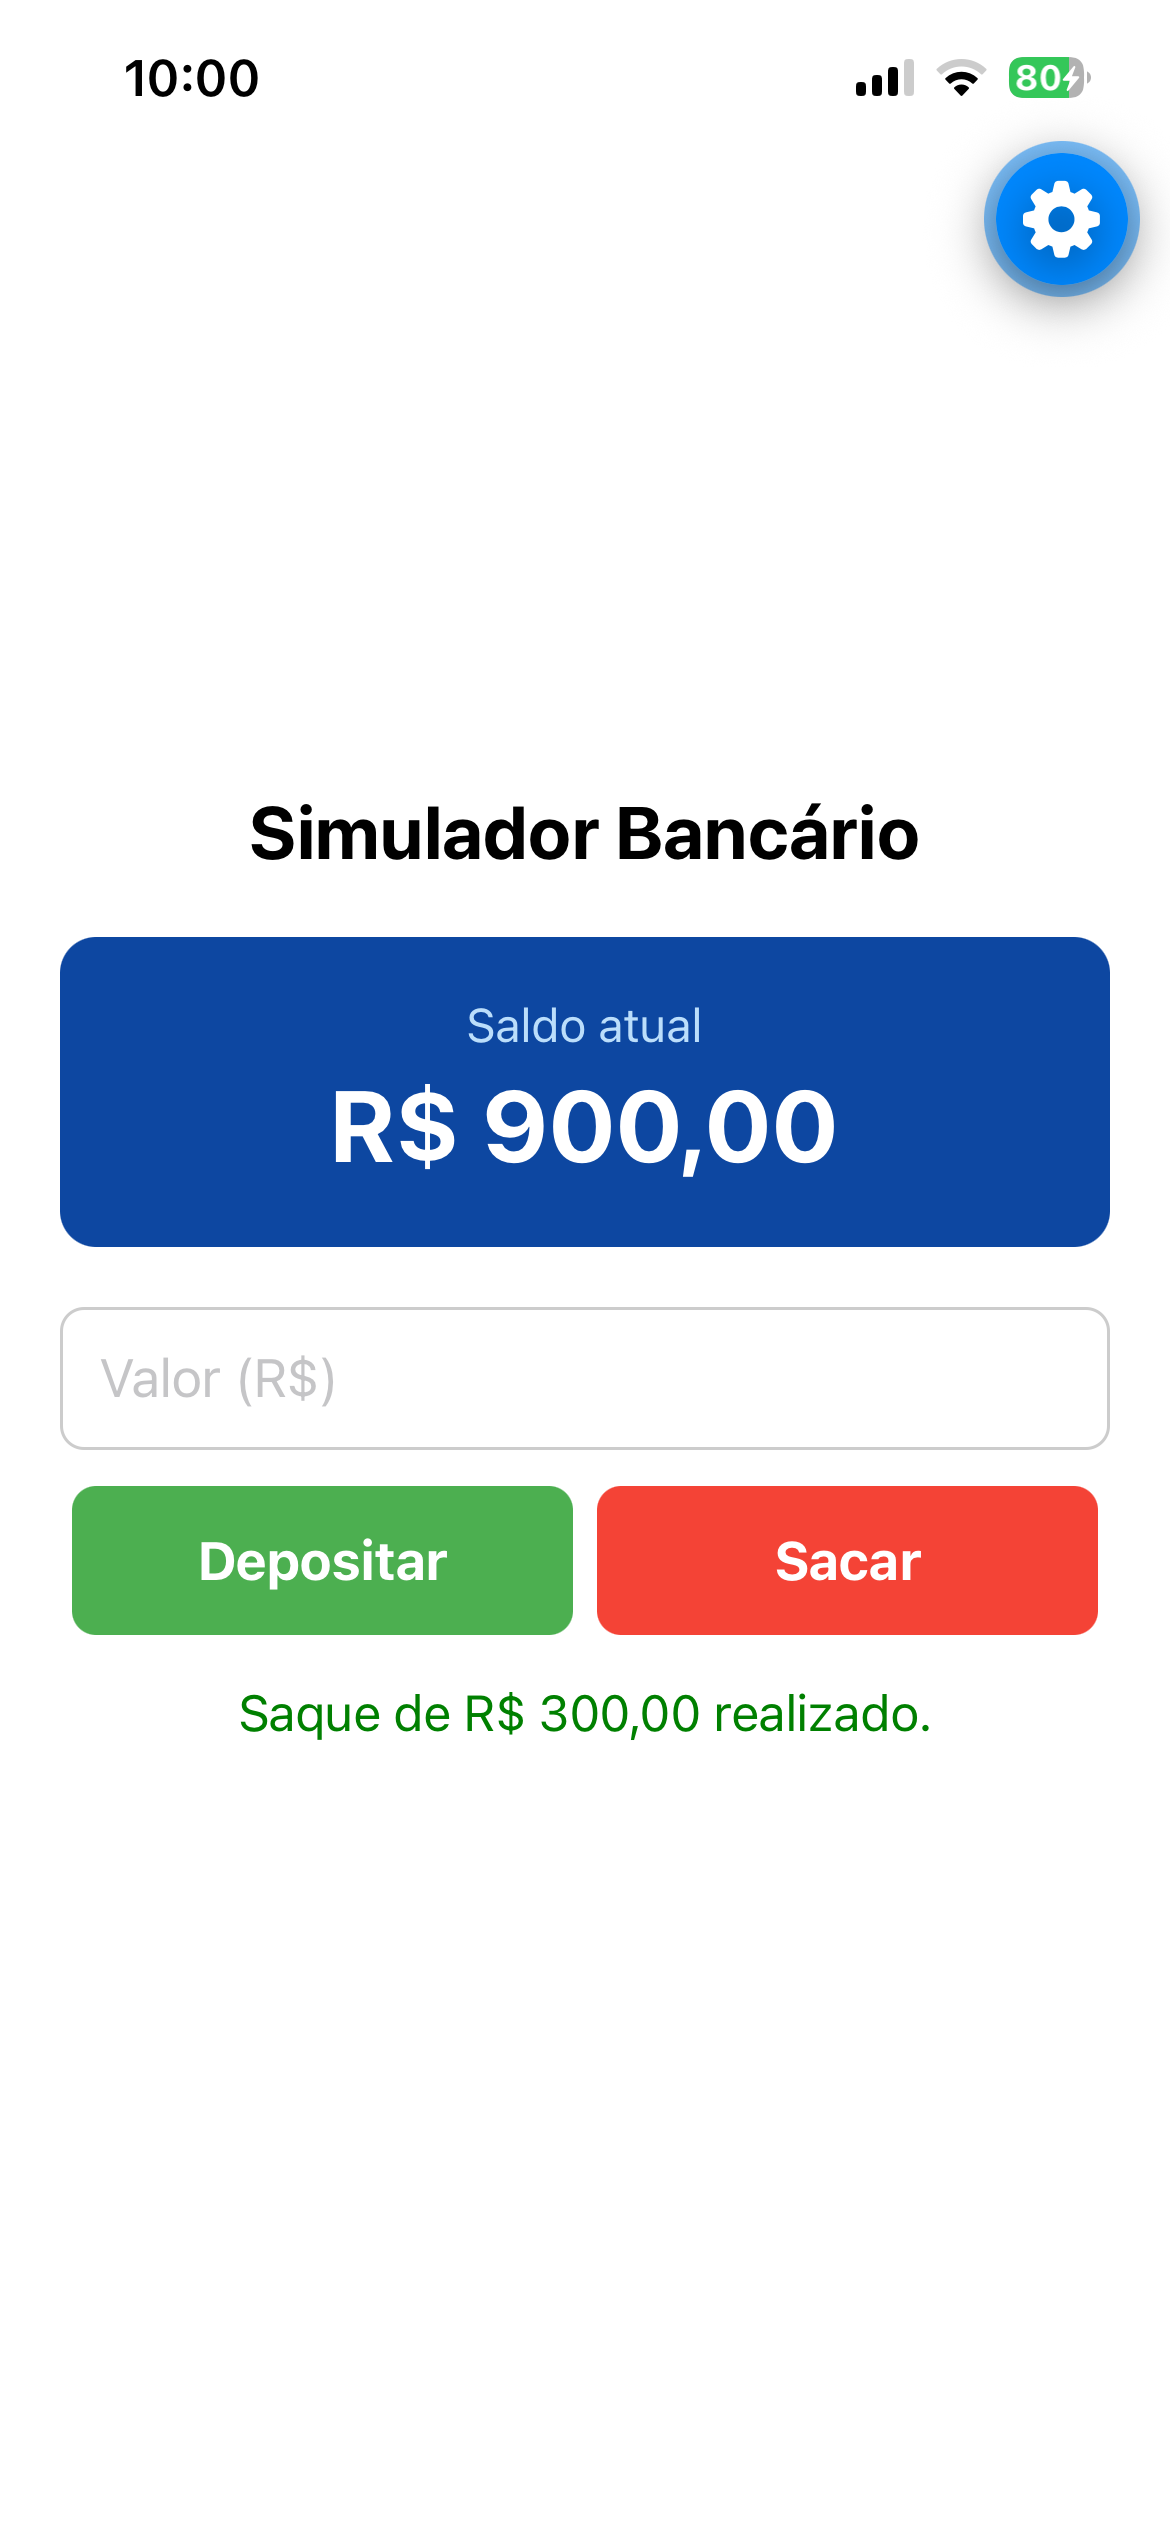 10:00
80
Simulador Bancário
Saldo atual
R$ 900,00
Valor (R$)
Depositar
Sacar
Saque de R$ 300,00 realizado.